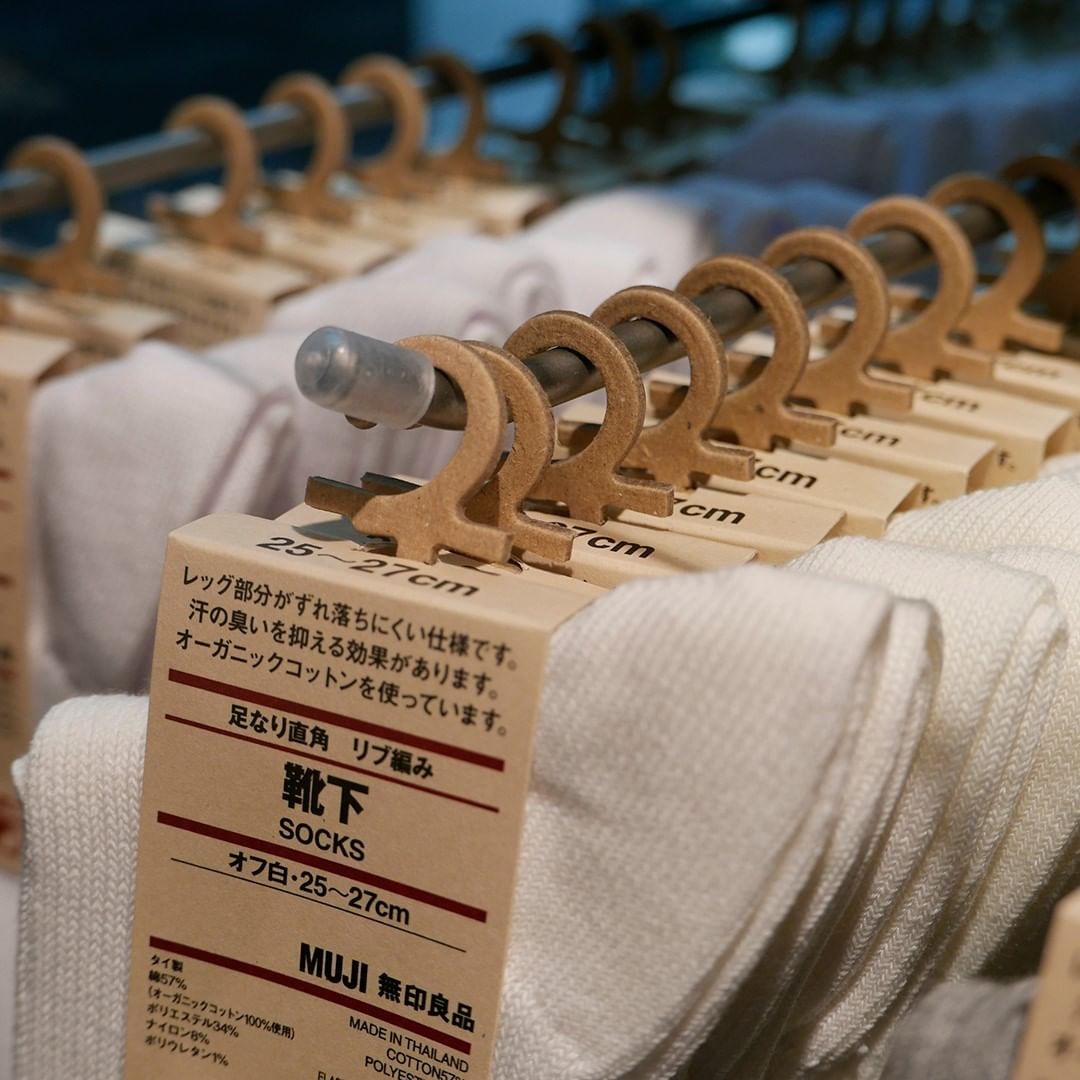 25〜27cm
レッグ部分がずれ落ちにくい仕様です。
汗の臭いを抑える効果があります。
オーガニックコットンを使っています。
足なり直角 リブ編み
靴下
SOCKS
オフ白・25〜27cm
MUJI 無印良品
タイ製
綿57%
(オーガニックコットン100%使用)
ポリエステル34%
ナイロン8%
ポリウレタン1%
MADE IN THAILAND
COTTON57%
7cm
7cm
cm
cm
cm